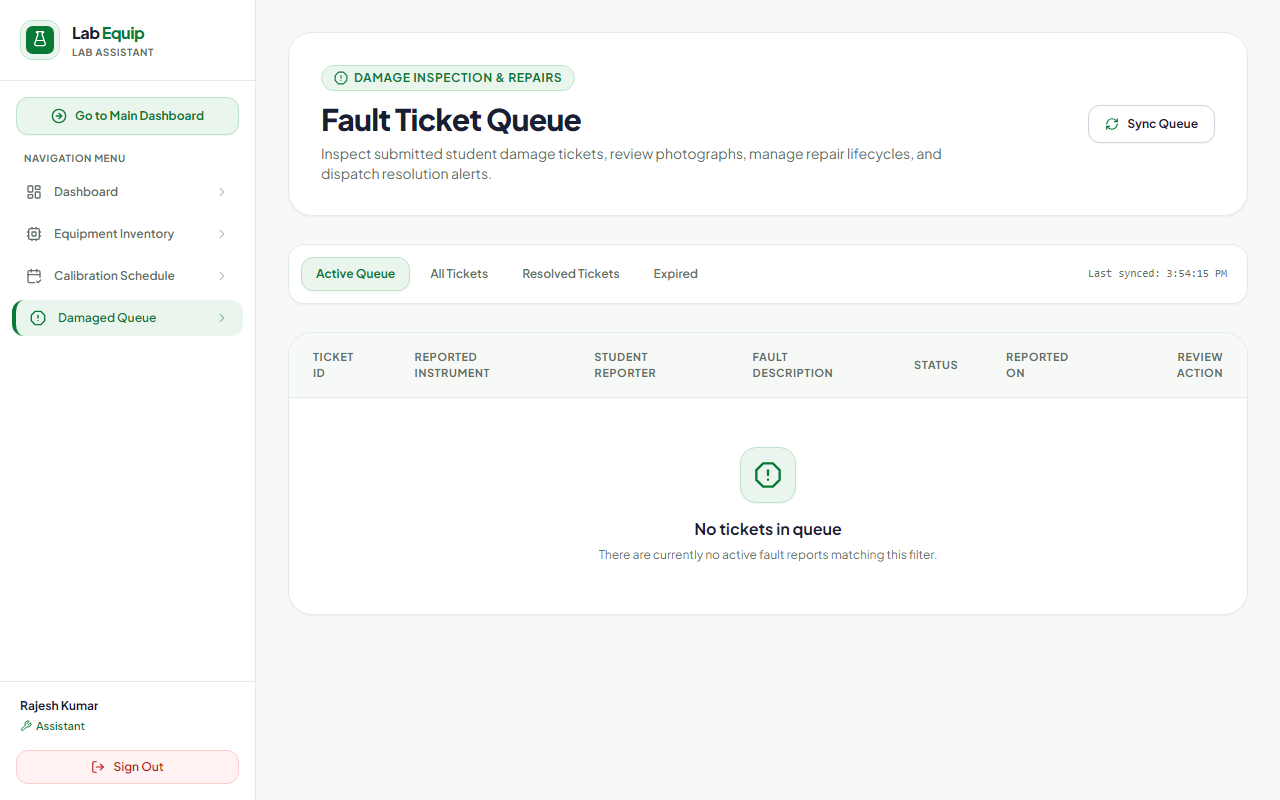 Lab Equip
LAB ASSISTANT
Go to Main Dashboard
NAVIGATION MENU
Dashboard
Equipment Inventory
Calibration Schedule
Damaged Queue
Rajesh Kumar
Assistant
Sign Out
DAMAGE INSPECTION & REPAIRS
Fault Ticket Queue
Inspect submitted student damage tickets, review photographs, manage repair lifecycles, and
dispatch resolution alerts.
Sync Queue
Active Queue
All Tickets
Resolved Tickets
Expired
Last synced: 3:54:15 PM
TICKET
ID
REPORTED
INSTRUMENT
STUDENT
REPORTER
FAULT
DESCRIPTION
STATUS
REPORTED
ON
REVIEW
ACTION
No tickets in queue
There are currently no active fault reports matching this filter.